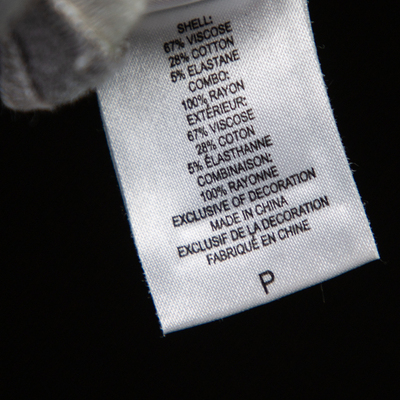 SHELL:
67% VISCOSE
28% COTTON
5% ELASTANE
COMBO:
100% RAYON
EXTÉRIEUR:
67% VISCOSE
28% COTON
5% ÉLASTHANNE
COMBINAISON:
100% RAYONNE
EXCLUSIVE OF DECORATION
MADE IN CHINA
EXCLUSIF DE LA DECORATION
FABRIQUÉ EN CHINE
P